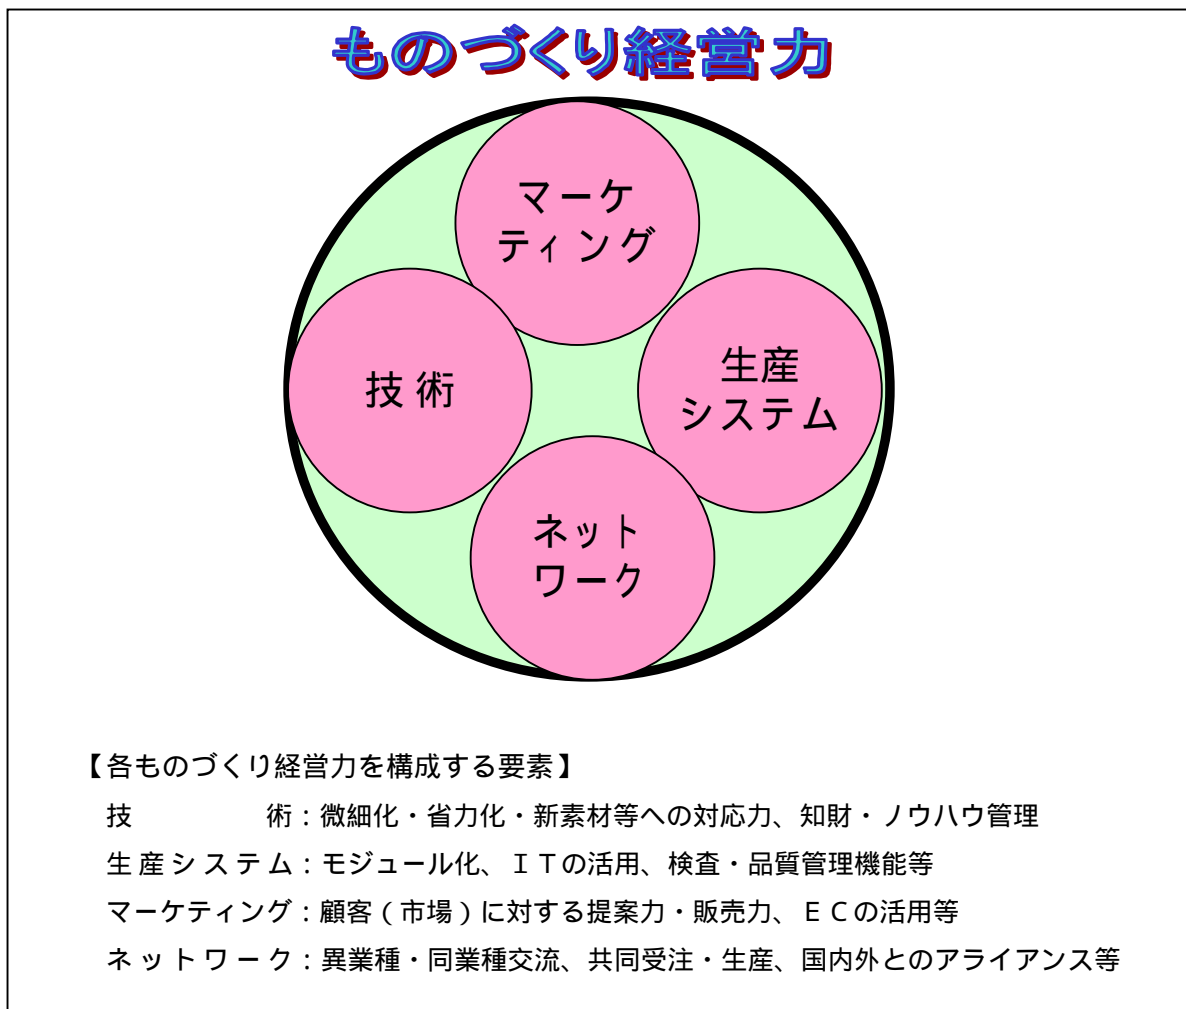 ものづくり経営力
マーケ
ティング
技術
生産
システム
ネット
ワーク
【各ものづくり経営力を構成する要素】
技　　　　　術：微細化・省力化・新素材等への対応力、知財・ノウハウ管理
生産システム：モジュール化、ＩＴの活用、検査・品質管理機能等
マーケティング：顧客（市場）に対する提案力・販売力、ＥＣの活用等
ネットワーク：異業種・同業種交流、共同受注・生産、国内外とのアライアンス等